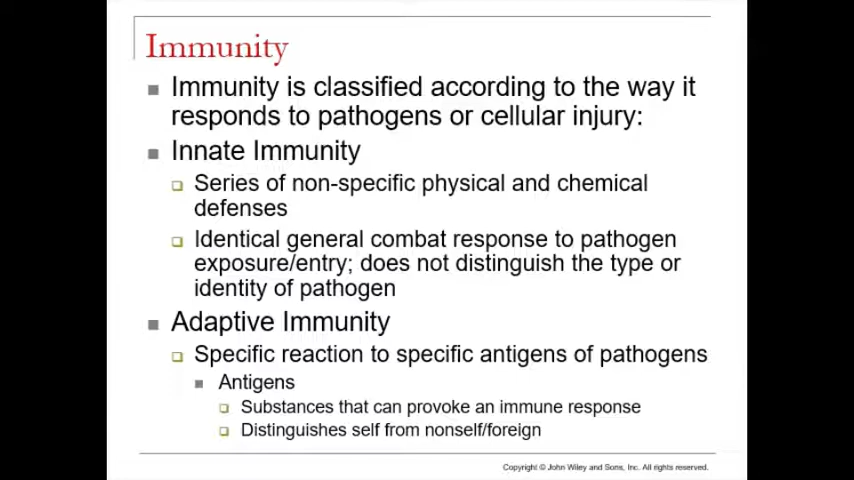 Immunity
Immunity is classified according to the way it
responds to pathogens or cellular injury:
Innate Immunity
Series of non-specific physical and chemical
defenses
Identical general combat response to pathogen
exposure/entry; does not distinguish the type or
identity of pathogen
Adaptive Immunity
Specific reaction to specific antigens of pathogens
Antigens
Substances that can provoke an immune response
Distinguishes self from nonself/foreign
Copyright © John Wiley and Sons, Inc. All rights reserved.